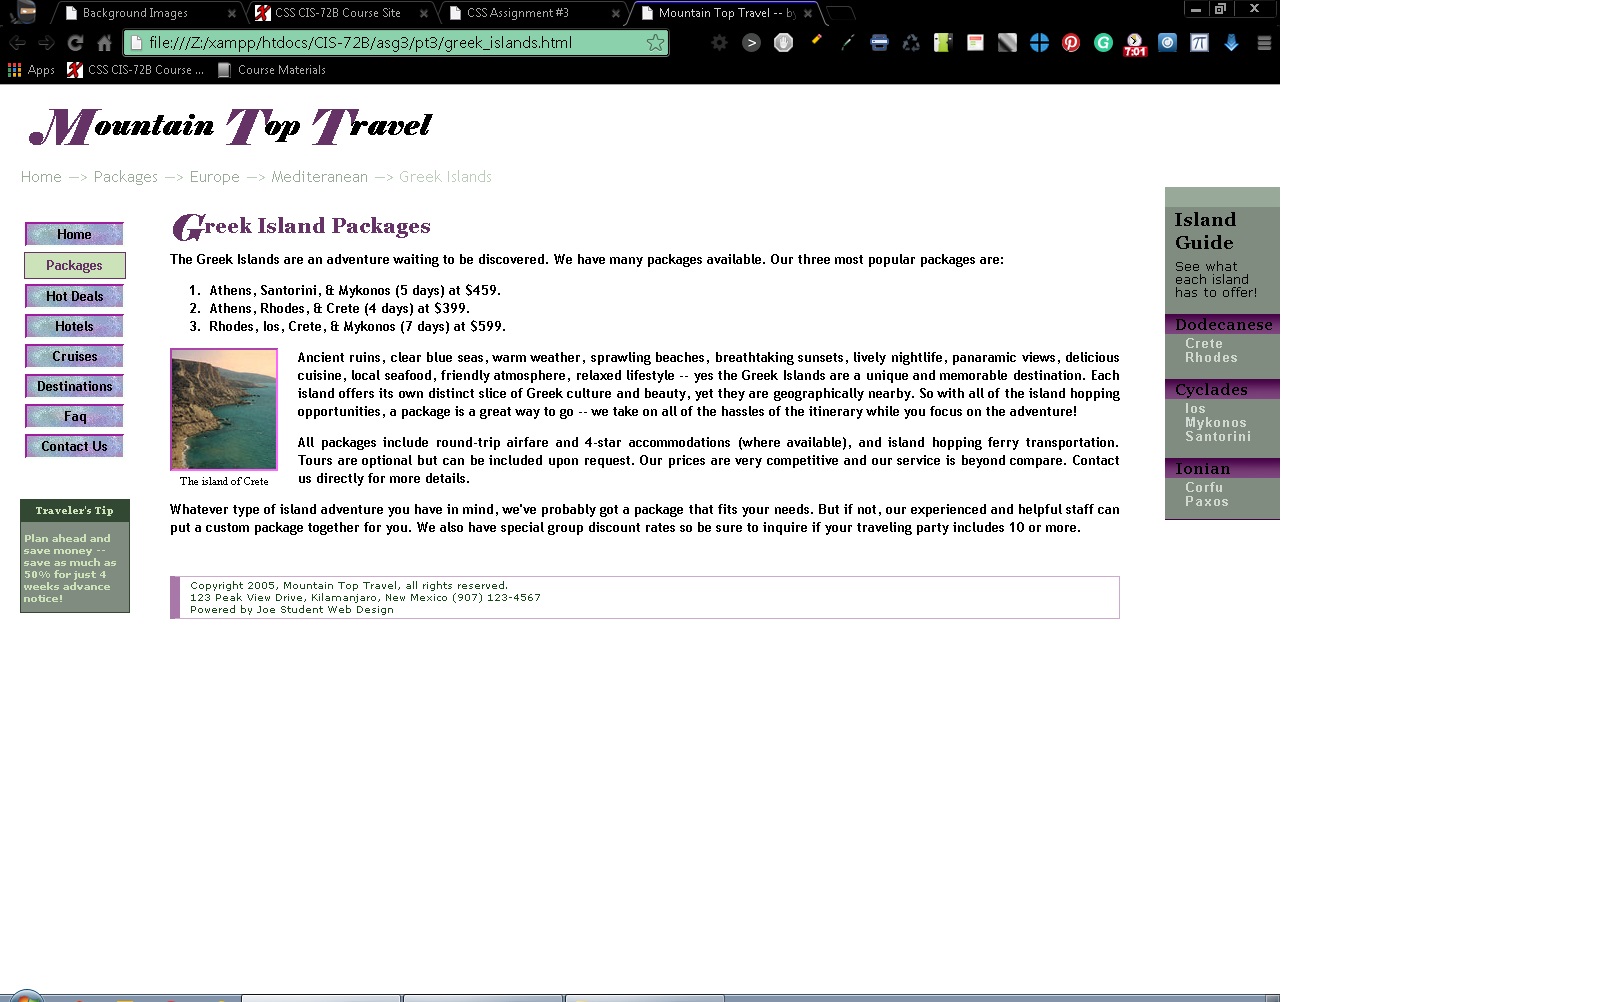 Background Images
CSS CIS-72B Course Site
CSS Assignment #3
Mountain Top Travel -- by
file:///Z:/xampp/htdocs/CIS-72B/asg3/pt3/greek_islands.html
7:01
Apps
CSS CIS-72B Course ...
Course Materials
Mountain Top Travel
Home —> Packages —> Europe —> Mediteranean —> Greek Islands
Home
Packages
Hot Deals
Hotels
Cruises
Destinations
Faq
Contact Us
Traveler's Tip
Plan ahead and
save money --
save as much as
50% for just 4
weeks advance
notice!
Greek Island Packages
The Greek Islands are an adventure waiting to be discovered. We have many packages available. Our three most popular packages are:
1. Athens, Santorini, & Mykonos (5 days) at $459.
2. Athens, Rhodes, & Crete (4 days) at $399.
3. Rhodes, Ios, Crete, & Mykonos (7 days) at $599.
Ancient ruins, clear blue seas, warm weather, sprawling beaches, breathtaking sunsets, lively nightlife, panaramic views, delicious
cuisine, local seafood, friendly atmosphere, relaxed lifestyle -- yes the Greek Islands are a unique and memorable destination. Each
island offers its own distinct slice of Greek culture and beauty, yet they are geographically nearby. So with all of the island hopping
opportunities, a package is a great way to go -- we take on all of the hassles of the itinerary while you focus on the adventure!
All packages include round-trip airfare and 4-star accommodations (where available), and island hopping ferry transportation.
Tours are optional but can be included upon request. Our prices are very competitive and our service is beyond compare. Contact
us directly for more details.
The island of Crete
Whatever type of island adventure you have in mind, we've probably got a package that fits your needs. But if not, our experienced and helpful staff can
put a custom package together for you. We also have special group discount rates so be sure to inquire if your traveling party includes 10 or more.
Copyright 2005, Mountain Top Travel, all rights reserved.
123 Peak View Drive, Kilamanjaro, New Mexico (907) 123-4567
Powered by Joe Student Web Design
Island
Guide
See what
each island
has to offer!
Dodecanese
Crete
Rhodes
Cyclades
Ios
Mykonos
Santorini
Ionian
Corfu
Paxos